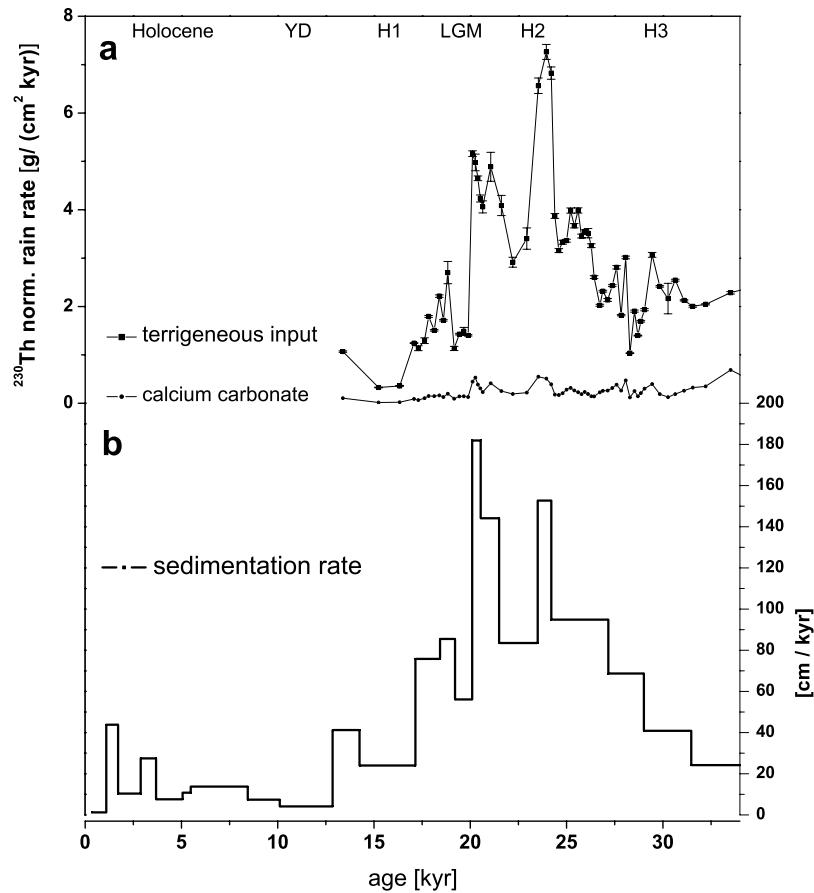 8
a
Holocene YD H1 LGM H2 H3
6
4
2
0
²³⁰Th norm. rain rate [g/ (cm² kyr)]
terrigeneous input
calcium carbonate
b
sedimentation rate
200
180
160
140
120
100
80
60
40
20
0
[cm / kyr]
0 5 10 15 20 25 30
age [kyr]